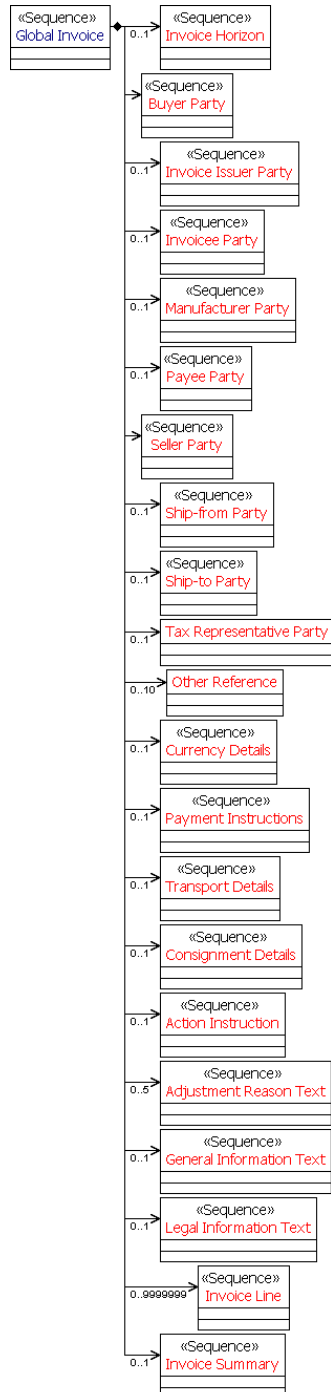 «Sequence»
Global Invoice
«Sequence»
Invoice Horizon
0..1
«Sequence»
Buyer Party
«Sequence»
Invoice Issuer Party
0..1
«Sequence»
Invoicee Party
0..1
«Sequence»
Manufacturer Party
0..1
«Sequence»
Payee Party
0..1
«Sequence»
Seller Party
«Sequence»
Ship-from Party
0..1
«Sequence»
Ship-to Party
0..1
Tax Representative Party
0..1
Other Reference
0..10
«Sequence»
Currency Details
0..1
«Sequence»
Payment Instructions
0..1
«Sequence»
Transport Details
0..1
«Sequence»
Consignment Details
0..1
«Sequence»
Action Instruction
0..1
«Sequence»
Adjustment Reason Text
0..5
«Sequence»
General Information Text
0..1
«Sequence»
Legal Information Text
0..1
«Sequence»
Invoice Line
0..9999999
«Sequence»
Invoice Summary
0..1